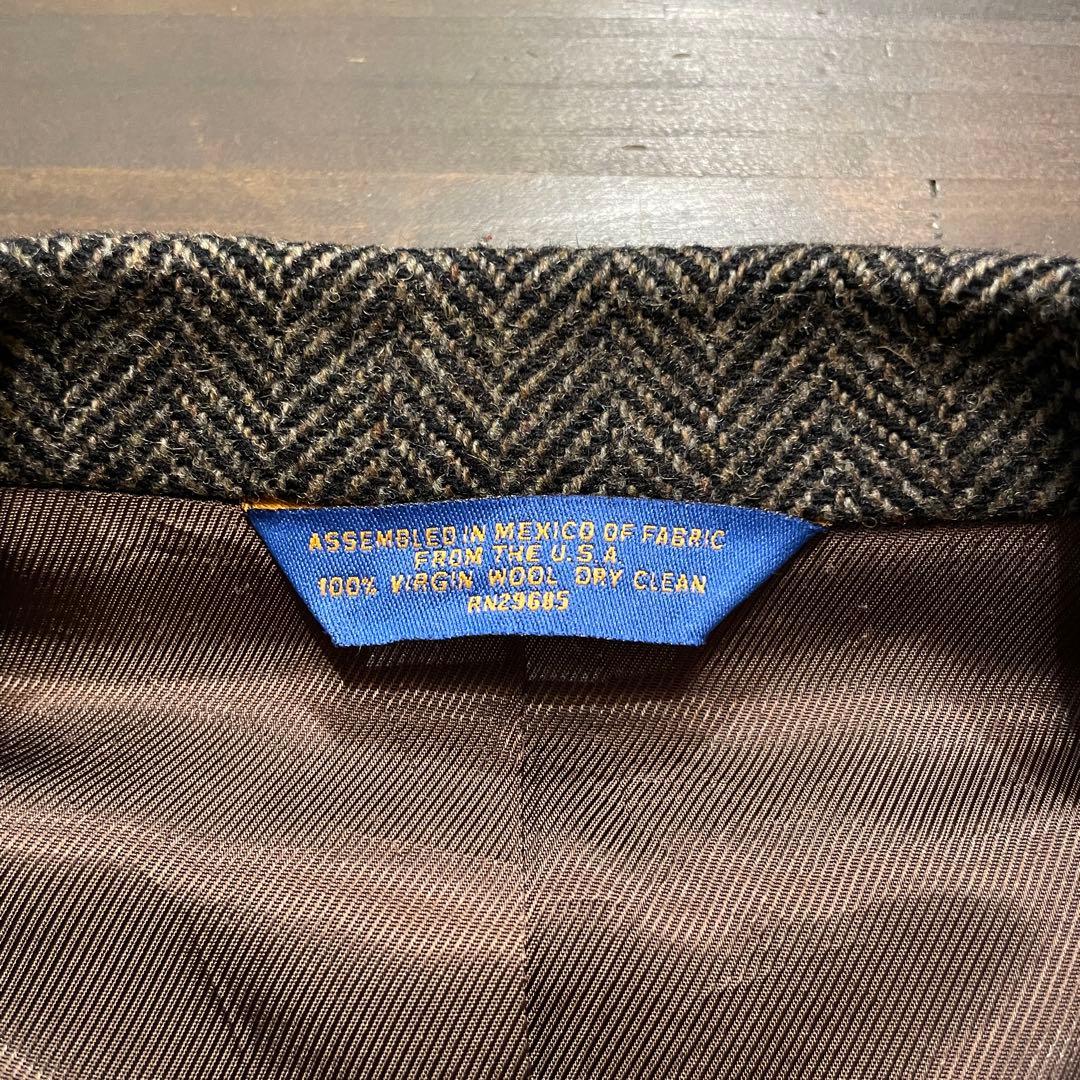 ASSEMBLED IN MEXICO OF FABRIC
FROM THE U.S.A
100% VIRGIN WOOL DRY CLEAN
RN29685